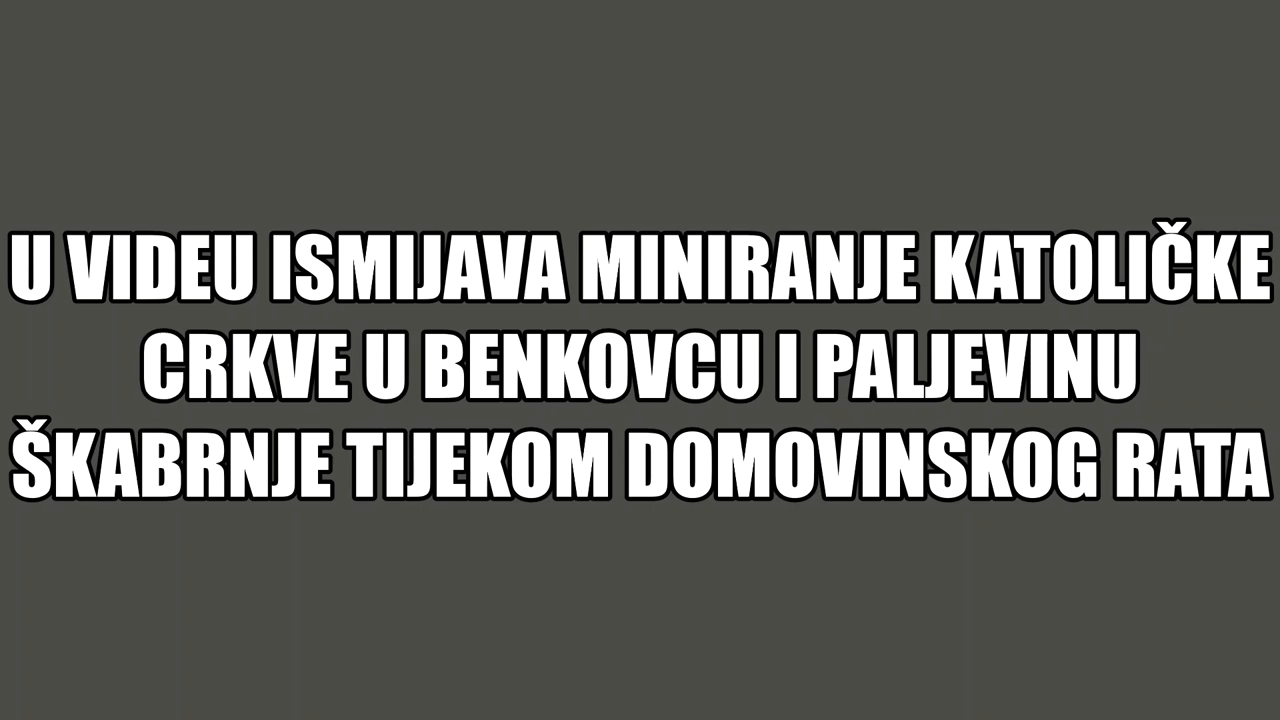 U VIDEU ISMIJAVA MINIRANJE KATOLIČKE
CRKVE U BENKOVCU I PALJEVINU
ŠKABRNJE TIJEKOM DOMOVINSKOG RATA